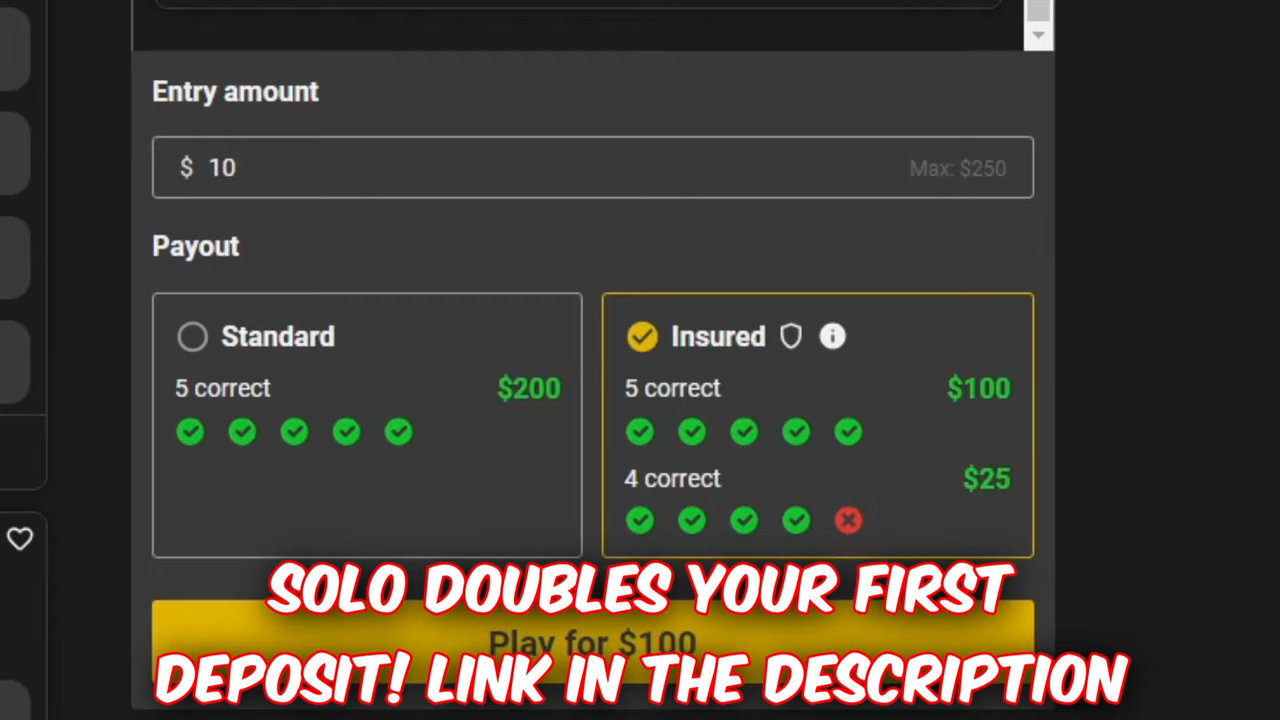 Entry amount
$ 10 Max: $250
Payout
Standard
5 correct $200
Insured
5 correct $100
4 correct $25
Play for $100
SOLO DOUBLES YOUR FIRST
DEPOSIT! LINK IN THE DESCRIPTION